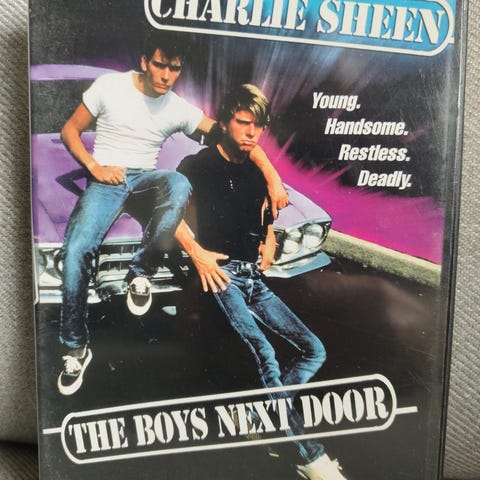 CHARLIE SHEEN
Young.
Handsome.
Restless.
Deadly.
THE BOYS NEXT DOOR